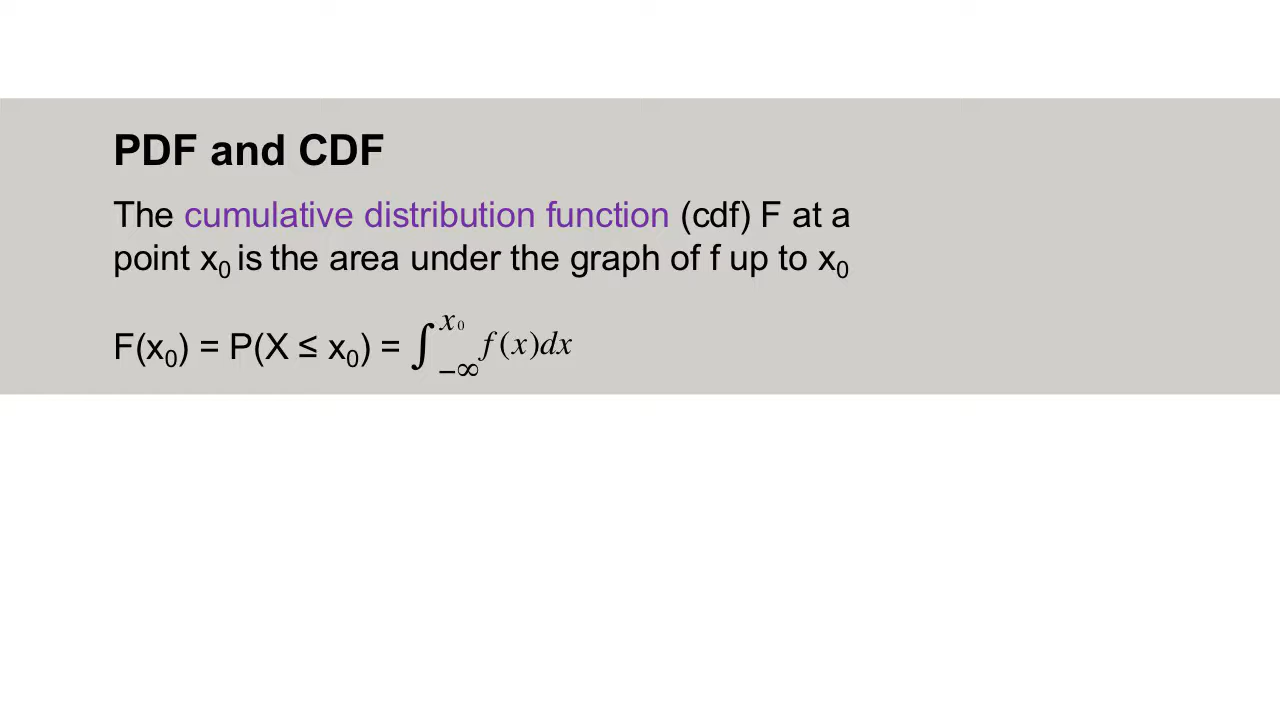 PDF and CDF
The cumulative distribution function (cdf) F at a
point x₀ is the area under the graph of f up to x₀
F(x₀) = P(X ≤ x₀) = ∫_{−∞}^{x₀} f(x)dx